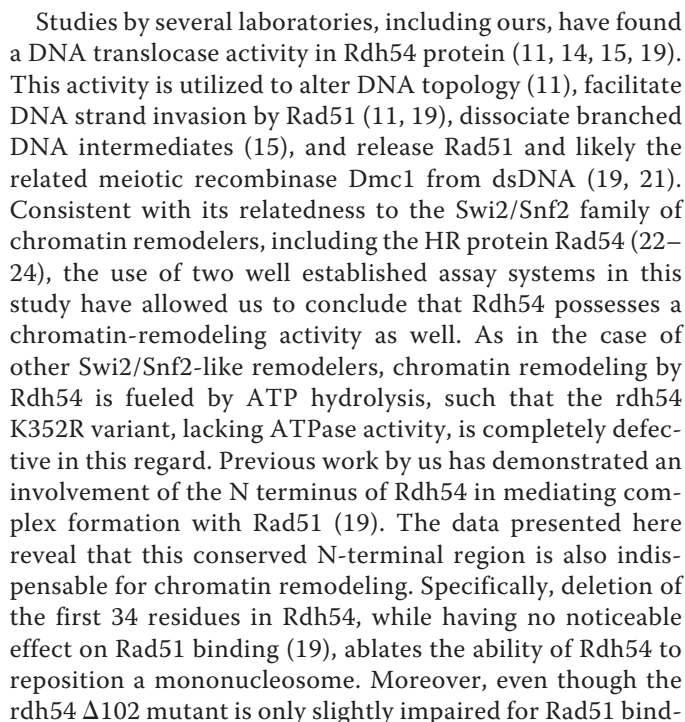 Studies by several laboratories, including ours, have found
a DNA translocase activity in Rdh54 protein (11, 14, 15, 19).
This activity is utilized to alter DNA topology (11), facilitate
DNA strand invasion by Rad51 (11, 19), dissociate branched
DNA intermediates (15), and release Rad51 and likely the
related meiotic recombinase Dmc1 from dsDNA (19, 21).
Consistent with its relatedness to the Swi2/Snf2 family of
chromatin remodelers, including the HR protein Rad54 (22–
24), the use of two well established assay systems in this
study have allowed us to conclude that Rdh54 possesses a
chromatin-remodeling activity as well. As in the case of
other Swi2/Snf2-like remodelers, chromatin remodeling by
Rdh54 is fueled by ATP hydrolysis, such that the rdh54
K352R variant, lacking ATPase activity, is completely defec-
tive in this regard. Previous work by us has demonstrated an
involvement of the N terminus of Rdh54 in mediating com-
plex formation with Rad51 (19). The data presented here
reveal that this conserved N-terminal region is also indis-
pensable for chromatin remodeling. Specifically, deletion of
the first 34 residues in Rdh54, while having no noticeable
effect on Rad51 binding (19), ablates the ability of Rdh54 to
reposition a mononucleosome. Moreover, even though the
rdh54 Δ102 mutant is only slightly impaired for Rad51 bind-